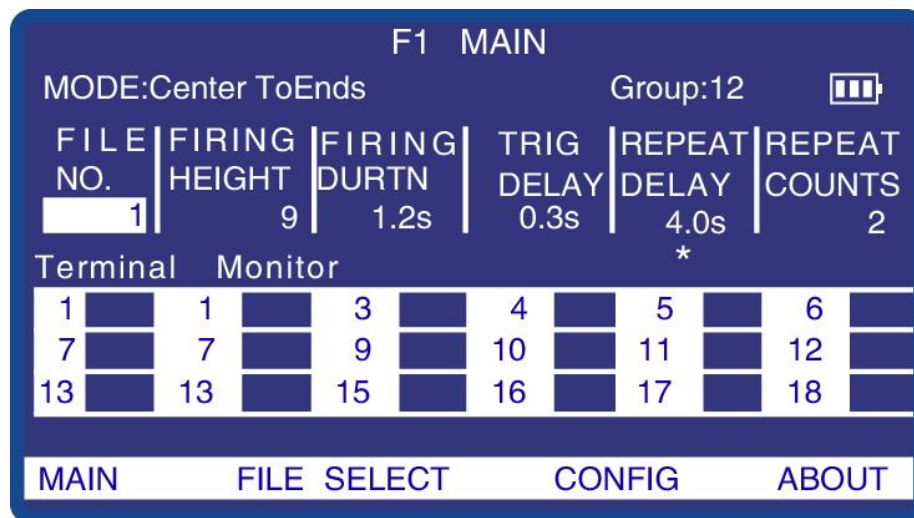 F1 MAIN
MODE:Center ToEnds Group:12
FILE FIRING FIRING TRIG REPEAT REPEAT
NO. HEIGHT DURTN DELAY DELAY COUNTS
1 9 1.2s 0.3s 4.0s 2
*
Terminal Monitor
1 1 3 4 5 6
7 7 9 10 11 12
13 13 15 16 17 18
MAIN FILE SELECT CONFIG ABOUT